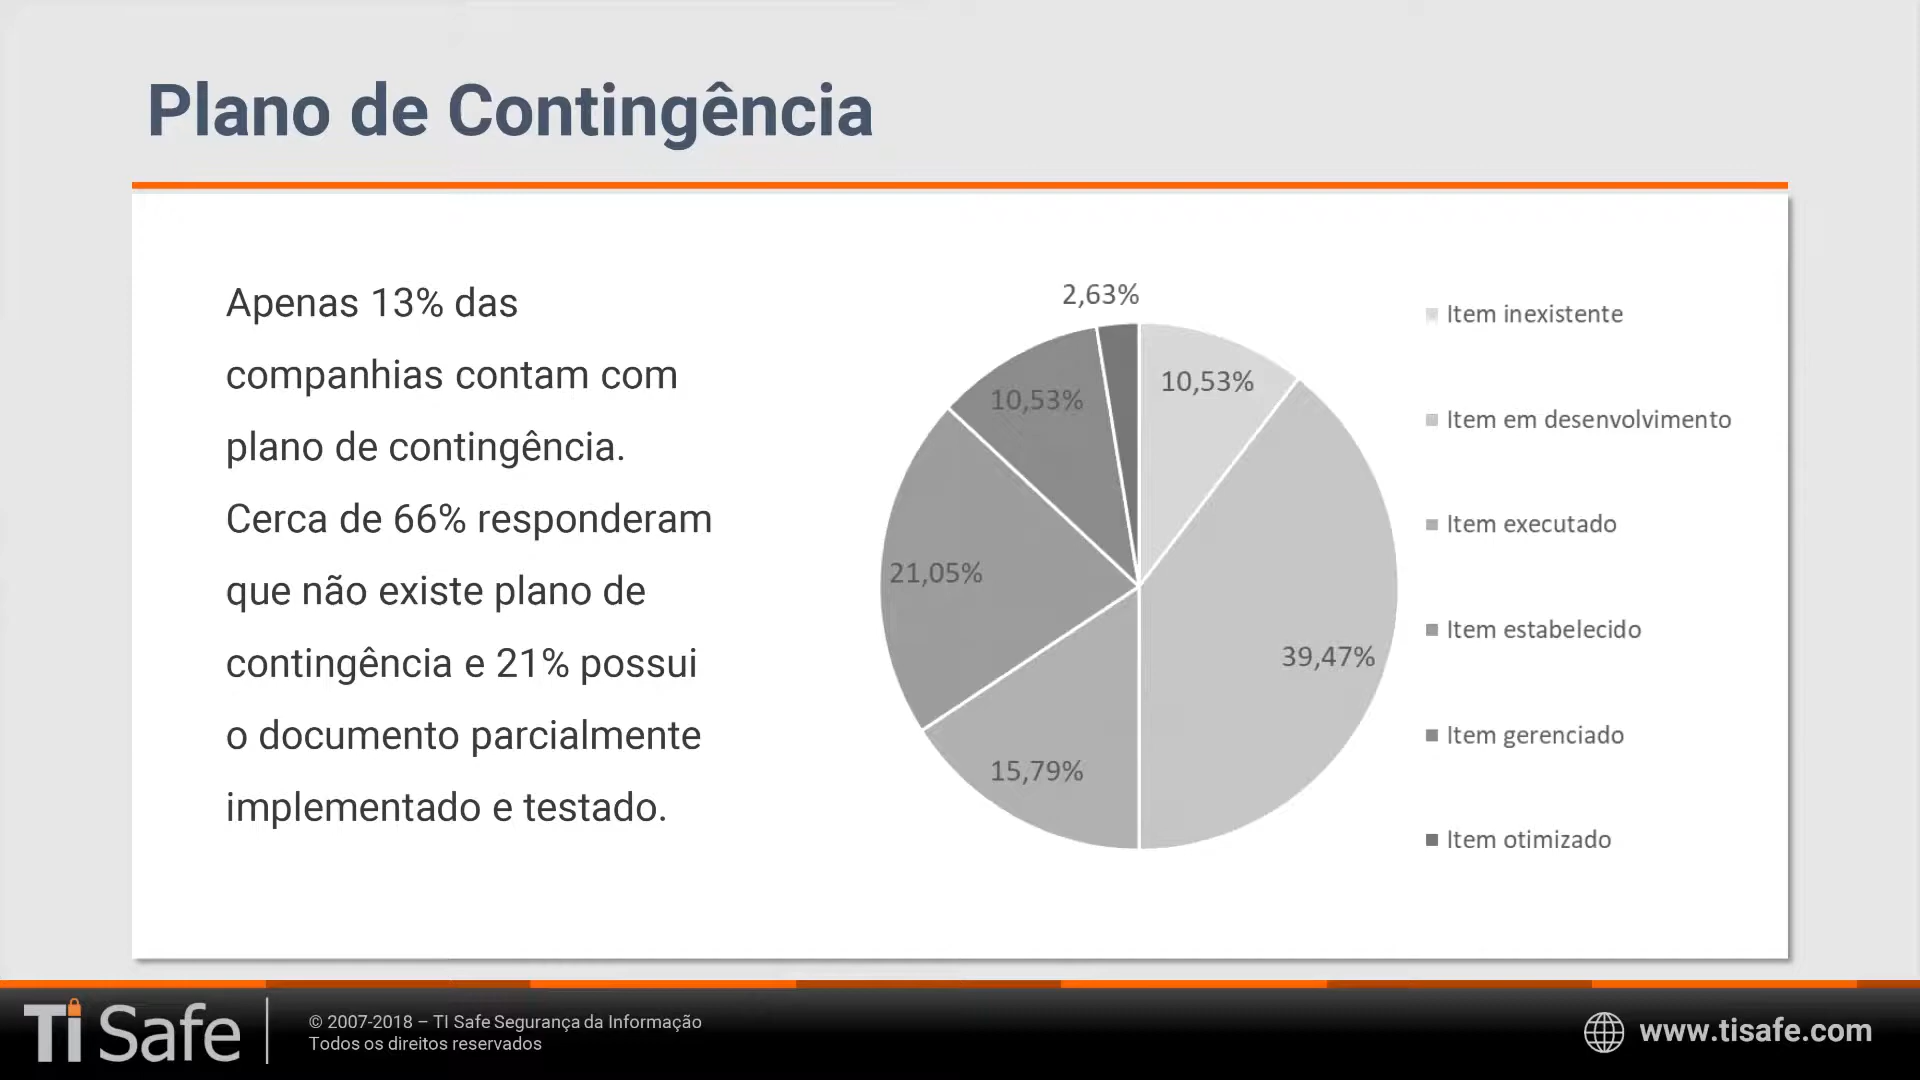 Plano de Contingência
Apenas 13% das
companhias contam com
plano de contingência.
Cerca de 66% responderam
que não existe plano de
contingência e 21% possui
o documento parcialmente
implementado e testado.
2,63%
10,53%
10,53%
21,05%
39,47%
15,79%
Item inexistente
Item em desenvolvimento
Item executado
Item estabelecido
Item gerenciado
Item otimizado
TI Safe
© 2007-2018 – TI Safe Segurança da Informação
Todos os direitos reservados
www.tisafe.com